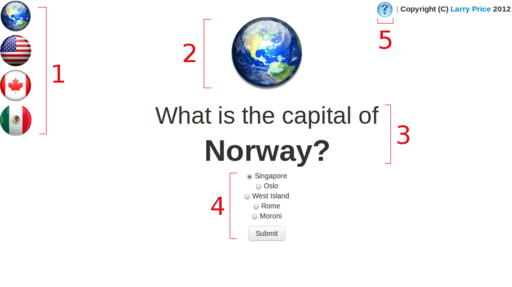 ? | Copyright (C) Larry Price 2012
1
2
5
What is the capital of
Norway?
3
4
Singapore
Oslo
West Island
Rome
Moroni
Submit